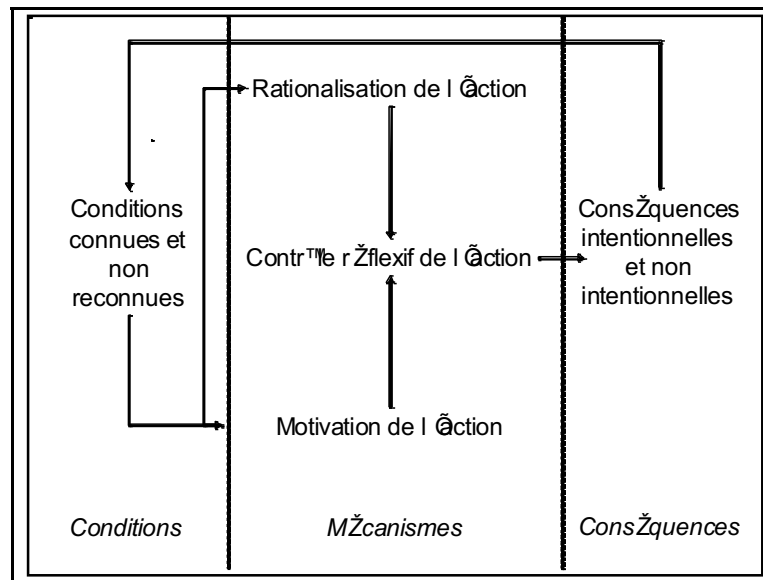 Rationalisation de l Õaction
Conditions
connues et
non
reconnues
Contr™le rŽflexif de l Õaction
ConsŽquences
intentionnelles
et non
intentionnelles
Motivation de l Õaction
Conditions
MŽcanismes
ConsŽquences